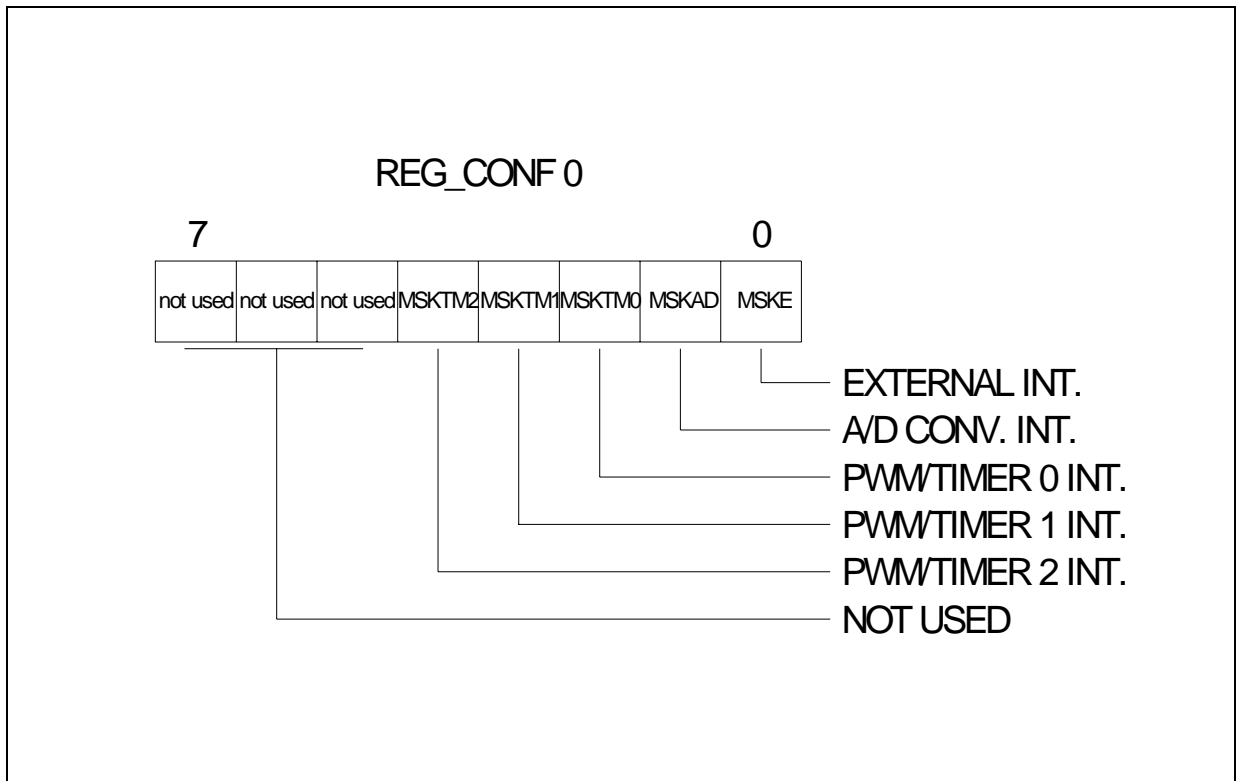 REG_CONF 0
7 0
not used not used not used MSKTM2 MSKTM1 MSKTM0 MSKAD MSKE
EXTERNAL INT.
A/D CONV. INT.
PWM/TIMER 0 INT.
PWM/TIMER 1 INT.
PWM/TIMER 2 INT.
NOT USED